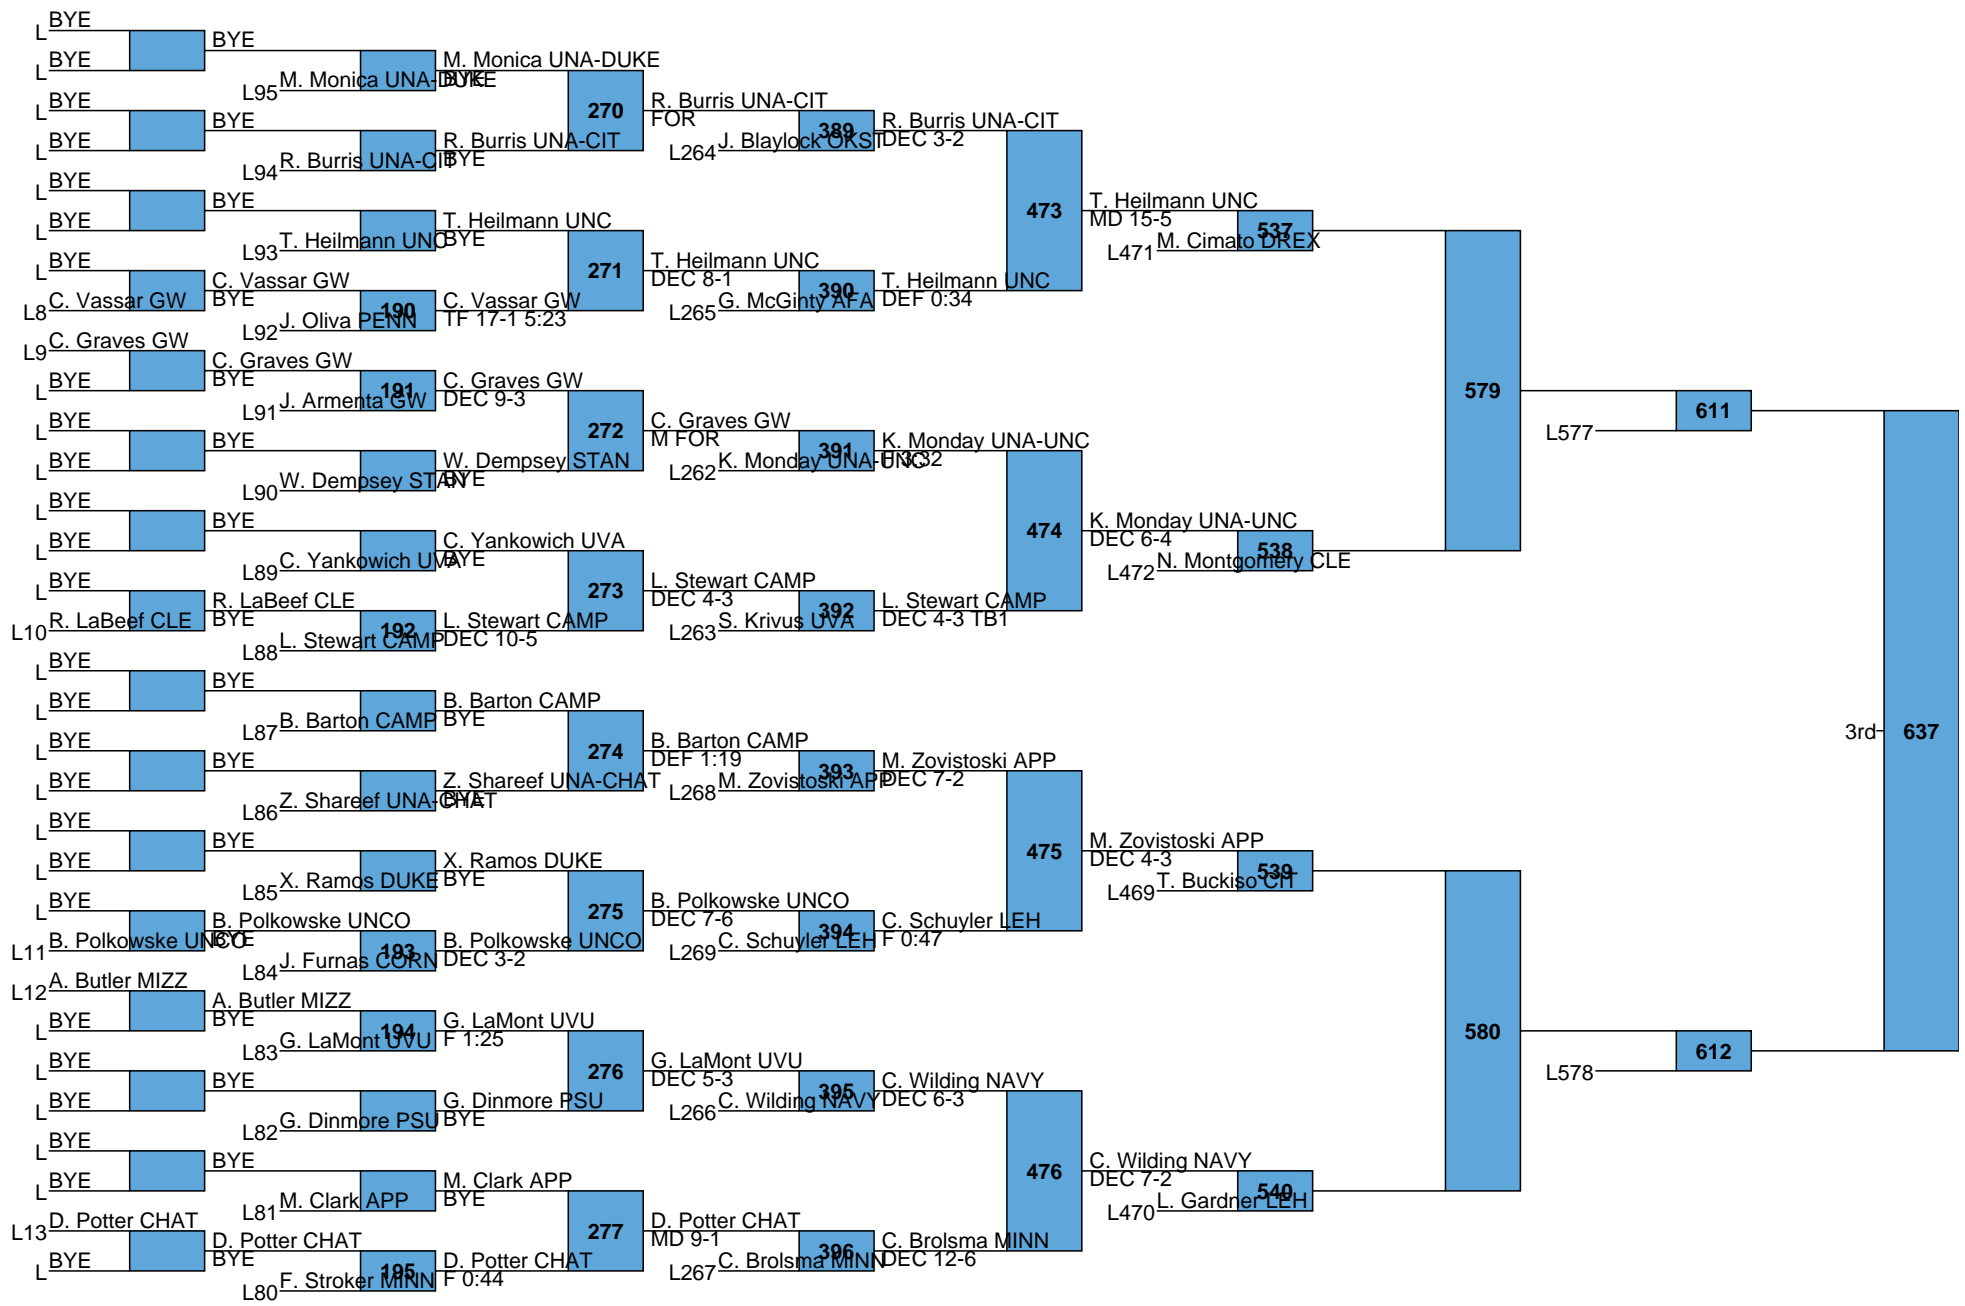 BYE
L
BYE
L
BYE
L
BYE
L
BYE
L
BYE
L
BYE
L
C. Vassar GW
L8
C. Graves GW
L9
BYE
L
BYE
L
BYE
L
BYE
L
BYE
L
BYE
L
R. LaBeef CLE
L10
BYE
L
BYE
L
BYE
L
BYE
L
BYE
L
BYE
L
BYE
L
B. Polkowske UNCO
L11
A. Butler MIZZ
L12
BYE
L
BYE
L
BYE
L
BYE
L
BYE
L
D. Potter CHAT
L13
BYE
L
BYE
L95 M. Monica UNA-DUKE
BYE
L94 R. Burris UNA-CIT
BYE
L93 T. Heilmann UNC
C. Vassar GW
BYE
190
L92 J. Oliva PENN
C. Graves GW
BYE
191
L91 J. Armenta GW
BYE
L90 W. Dempsey STAN
BYE
L89 C. Yankowich UVA
R. LaBeef CLE
BYE
192
L88 L. Stewart CAMP
BYE
L87 B. Barton CAMP
BYE
L86 Z. Shareef UNA-CHAT
BYE
L85 X. Ramos DUKE
B. Polkowske UNCO
BYE
193
L84 J. Furnas CORN
A. Butler MIZZ
BYE
194
L83 G. LaMont UVU
BYE
L82 G. Dinmore PSU
BYE
L81 M. Clark APP
D. Potter CHAT
BYE
195
L80 F. Stroker MINN
M. Monica UNA-DUKE
BYE
270
R. Burris UNA-CIT
BYE
T. Heilmann UNC
BYE
271
C. Vassar GW
TF 17-1 5:23
C. Graves GW
DEC 9-3
272
W. Dempsey STAN
BYE
C. Yankowich UVA
BYE
273
L. Stewart CAMP
DEC 10-5
B. Barton CAMP
BYE
274
Z. Shareef UNA-CHAT
BYE
X. Ramos DUKE
BYE
275
B. Polkowske UNCO
DEC 3-2
G. LaMont UVU
F 1:25
276
G. Dinmore PSU
BYE
M. Clark APP
BYE
277
D. Potter CHAT
F 0:44
R. Burris UNA-CIT
FOR
389
L264 J. Blaylock OKST
T. Heilmann UNC
DEC 8-1
390
L265 G. McGinty AFA
C. Graves GW
M FOR
391
L262 K. Monday UNA-UNC
L. Stewart CAMP
DEC 4-3
392
L263 S. Krivus UVA
B. Barton CAMP
DEF 1:19
393
L268 M. Zovistoski APP
B. Polkowske UNCO
DEC 7-6
394
L269 C. Schuyler LEH
G. LaMont UVU
DEC 5-3
395
L266 C. Wilding NAVY
D. Potter CHAT
MD 9-1
396
L267 C. Brolsma MINN
R. Burris UNA-CIT
DEC 3-2
473
T. Heilmann UNC
DEF 0:34
K. Monday UNA-UNC
F 3:32
474
L. Stewart CAMP
DEC 4-3 TB1
M. Zovistoski APP
DEC 7-2
475
C. Schuyler LEH
F 0:47
C. Wilding NAVY
DEC 6-3
476
C. Brolsma MINN
DEC 12-6
T. Heilmann UNC
MD 15-5
537
L471 M. Cimato DREX
K. Monday UNA-UNC
DEC 6-4
538
L472 N. Montgomery CLE
M. Zovistoski APP
DEC 4-3
539
L469 T. Buckiso CIT
C. Wilding NAVY
DEC 7-2
540
L470 L. Gardner LEH
579
580
611
L577
612
L578
3rd
637